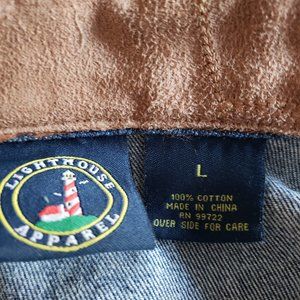 LIGHTHOUSE
APPAREL
L
100% COTTON
MADE IN CHINA
RN 99722
OVER SIDE FOR CARE